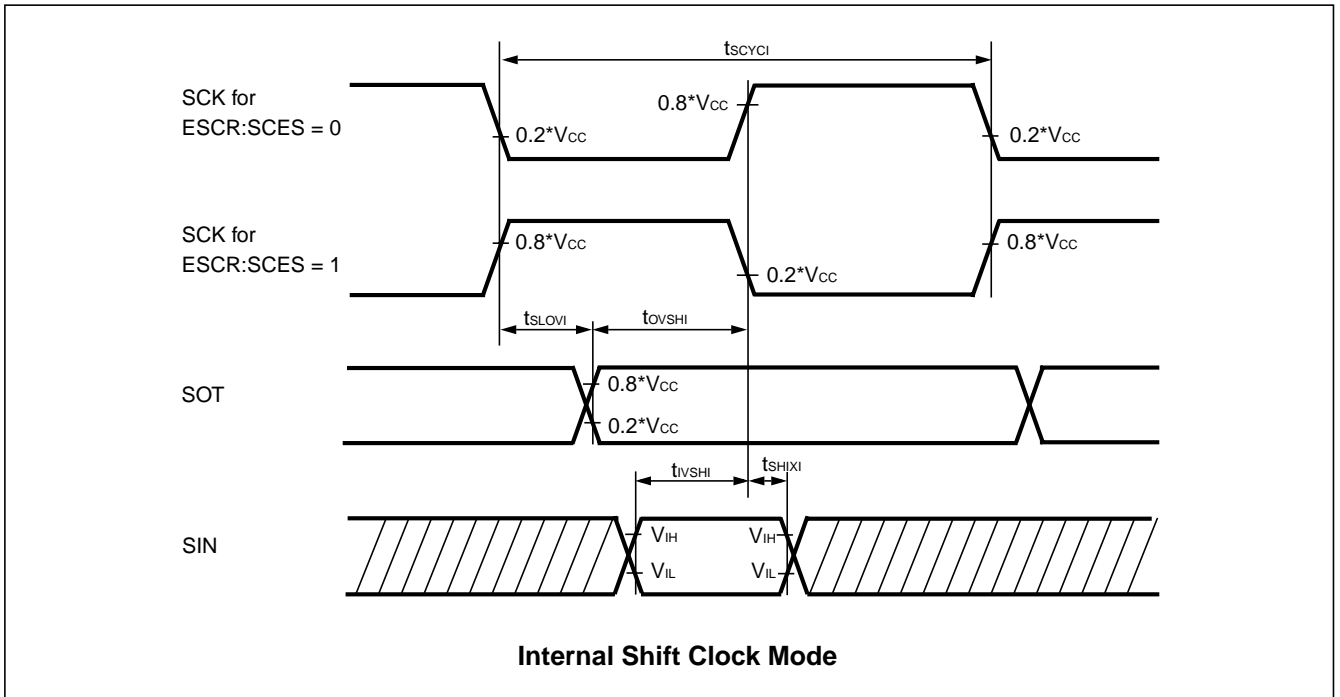 tSCYCI
SCK for
ESCR:SCES = 0
0.8*VCC
0.2*VCC
0.2*VCC
SCK for
ESCR:SCES = 1
0.8*VCC
0.8*VCC
0.2*VCC
tSLOVI
tOVSHI
SOT
0.8*VCC
0.2*VCC
tIVSHI
tSHIXI
SIN
VIH
VIH
VIL
VIL
Internal Shift Clock Mode